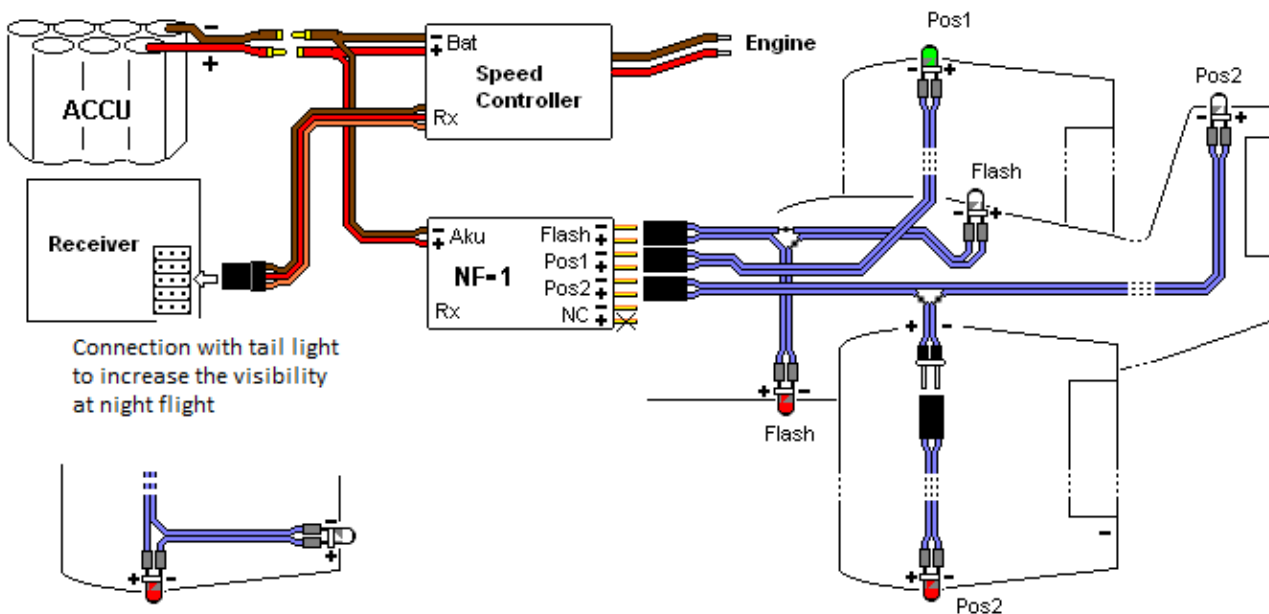 Pos1
-
Bat
+
Engine
Pos2
+
Speed
Controller
ACCU
- +
- +
Rx
Flash
- +
Receiver
- Aku
+
Flash -
+
NF-1
Pos1 -
+
Pos2 -
+
Rx
NC -
+
+ -
Connection with tail light
to increase the visibility
at night flight
+ -
Flash
-
+
-
+ -
+ -
Pos2